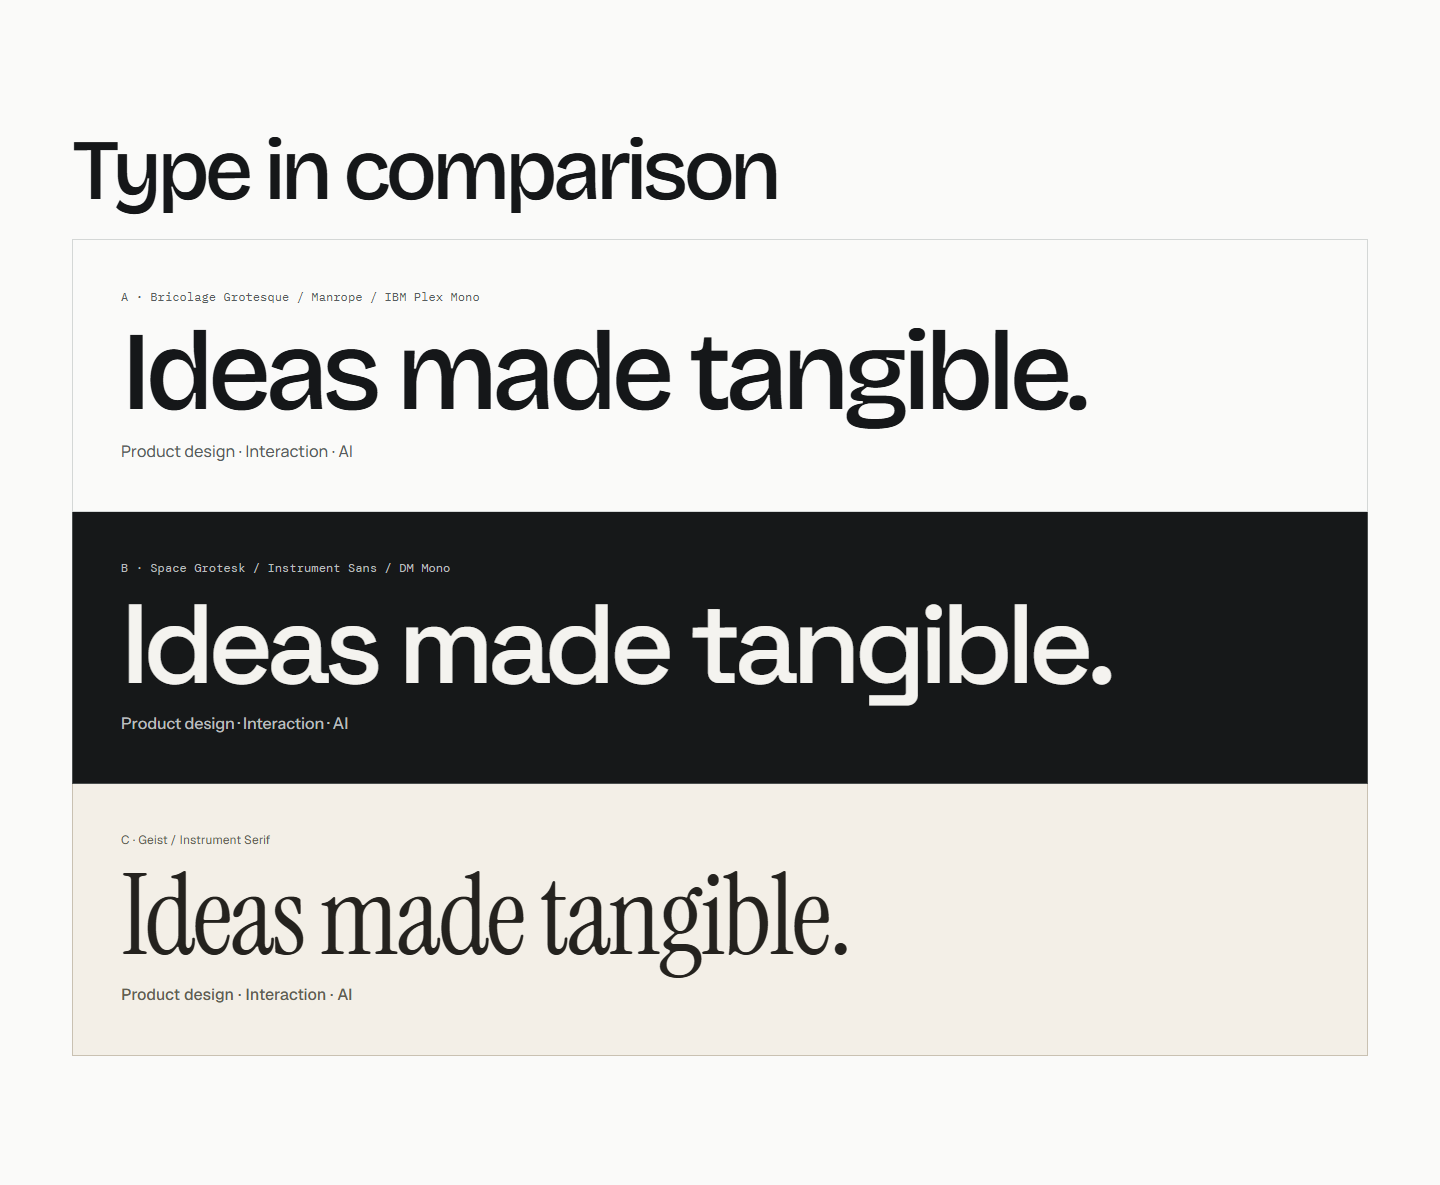 Type in comparison
A · Bricolage Grotesque / Manrope / IBM Plex Mono
Ideas made tangible.
Product design · Interaction · AI
B · Space Grotesk / Instrument Sans / DM Mono
Ideas made tangible.
Product design · Interaction · AI
C · Geist / Instrument Serif
Ideas made tangible.
Product design · Interaction · AI